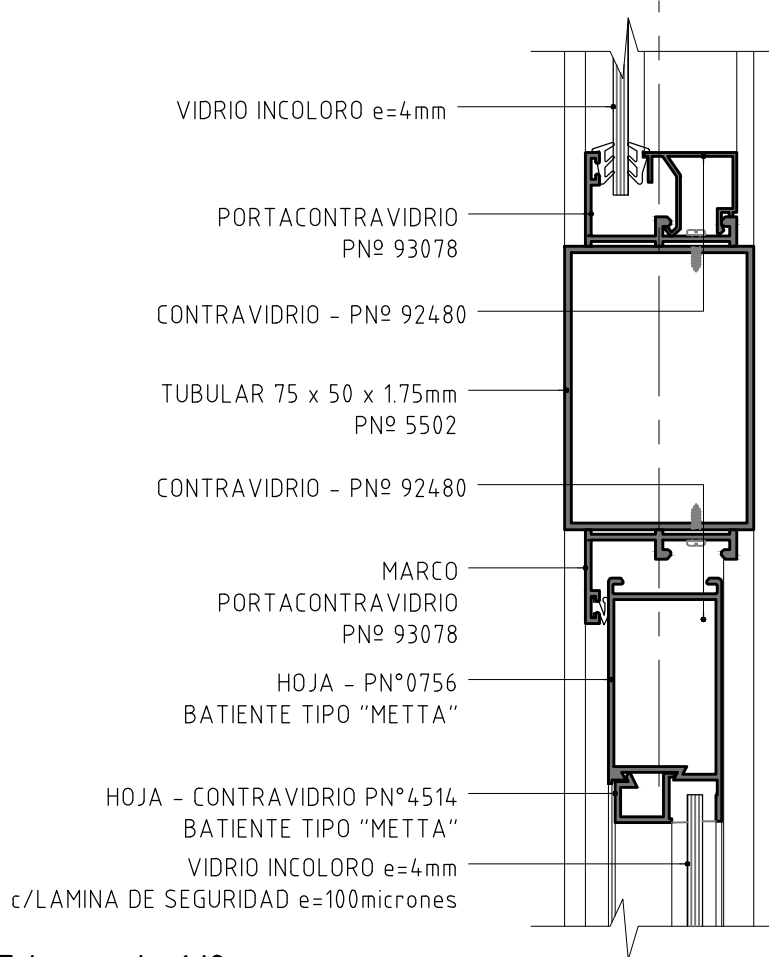 VIDRIO INCOLORO e=4mm
PORTACONTRAVIDRIO
PNº 93078
CONTRAVIDRIO - PNº 92480
TUBULAR 75 x 50 x 1.75mm
PNº 5502
CONTRAVIDRIO - PNº 92480
MARCO
PORTACONTRAVIDRIO
PNº 93078
HOJA - PN°0756
BATIENTE TIPO "METTA"
HOJA - CONTRAVIDRIO PN°4514
BATIENTE TIPO "METTA"
VIDRIO INCOLORO e=4mm
c/LAMINA DE SEGURIDAD e=100micrones